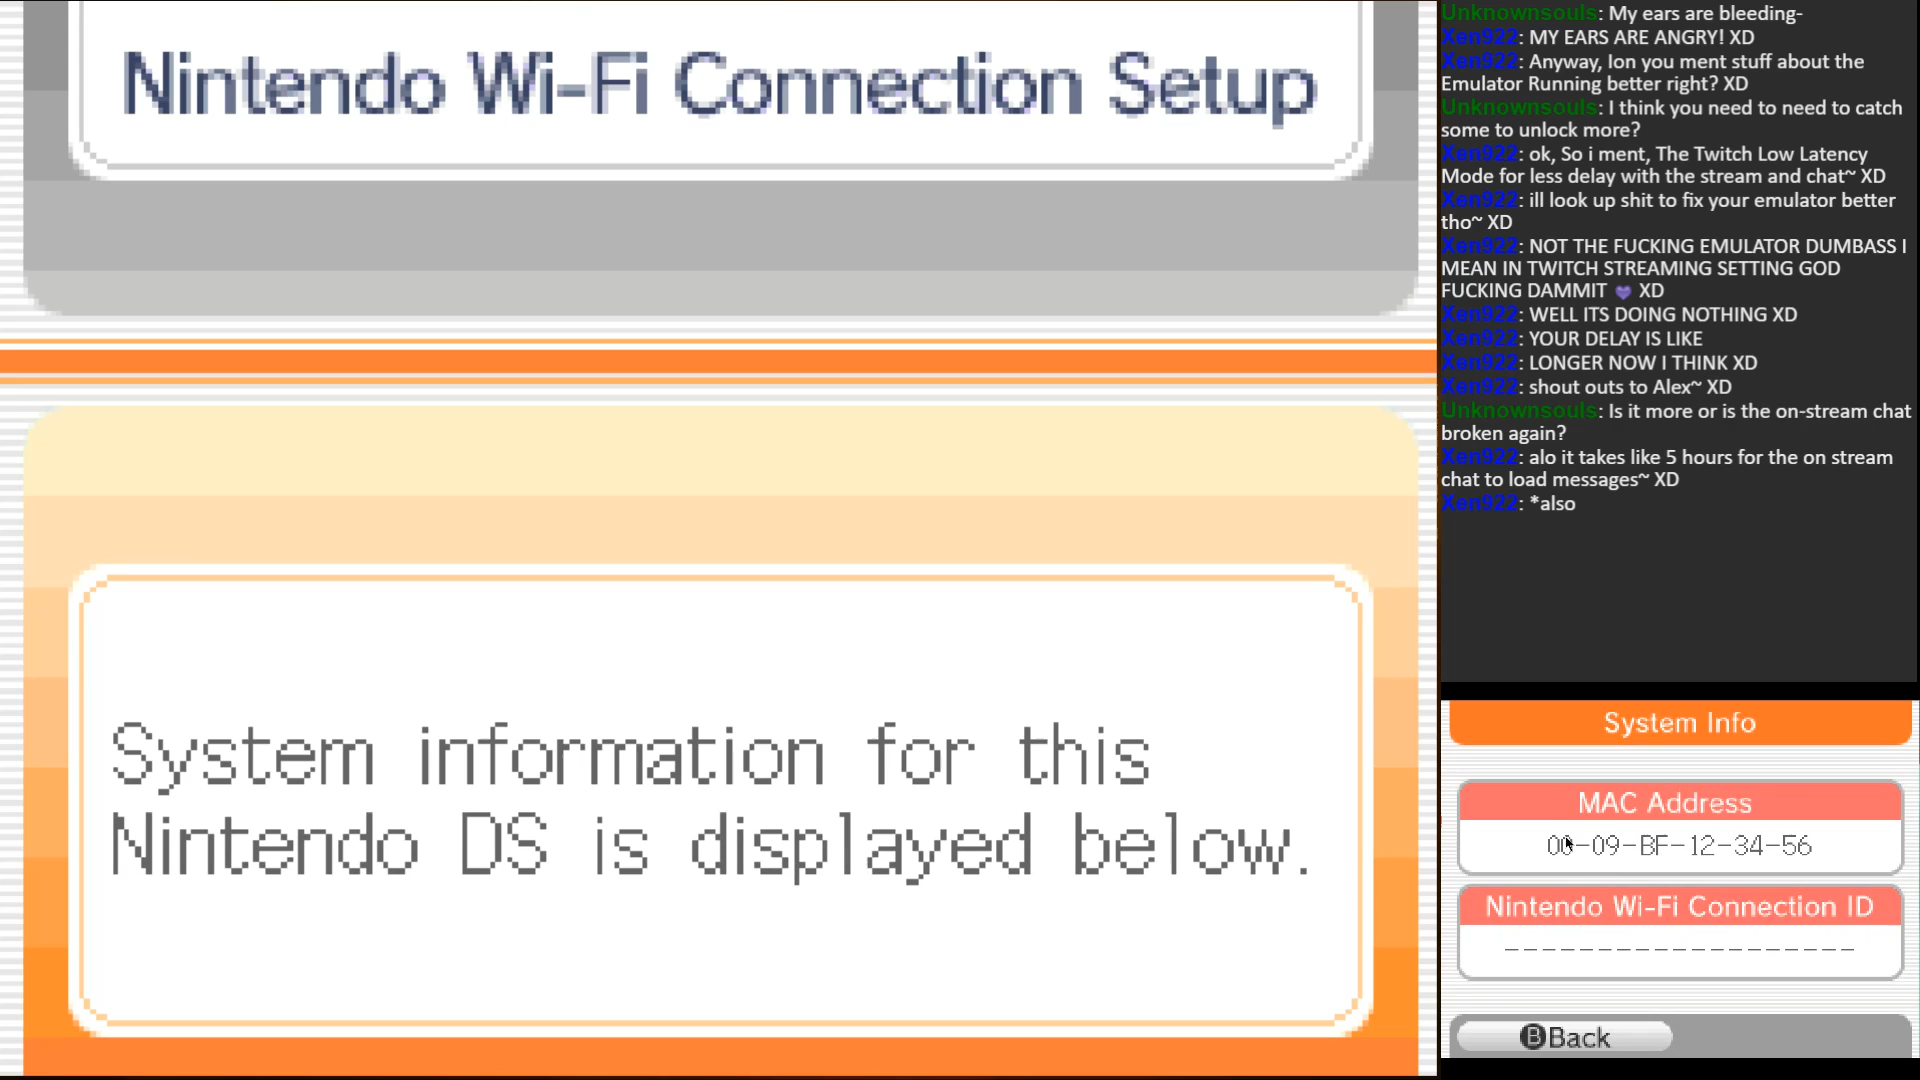 Nintendo Wi-Fi Connection Setup
System information for this
Nintendo DS is displayed below.
Unknownsouls: My ears are bleeding-
Xen922: MY EARS ARE ANGRY! XD
Xen922: Anyway, Ion you ment stuff about the
Emulator Running better right? XD
Unknownsouls: I think you need to need to catch
some to unlock more?
Xen922: ok, So i ment, The Twitch Low Latency
Mode for less delay with the stream and chat~ XD
Xen922: ill look up shit to fix your emulator better
tho~ XD
Xen922: NOT THE FUCKING EMULATOR DUMBASS I
MEAN IN TWITCH STREAMING SETTING GOD
FUCKING DAMMIT 💜 XD
Xen922: WELL ITS DOING NOTHING XD
Xen922: YOUR DELAY IS LIKE
Xen922: LONGER NOW I THINK XD
Xen922: shout outs to Alex~ XD
Unknownsouls: Is it more or is the on-stream chat
broken again?
Xen922: alo it takes like 5 hours for the on stream
chat to load messages~ XD
Xen922: *also
System Info
MAC Address
00-09-BF-12-34-56
Nintendo Wi-Fi Connection ID
-------------------
B Back